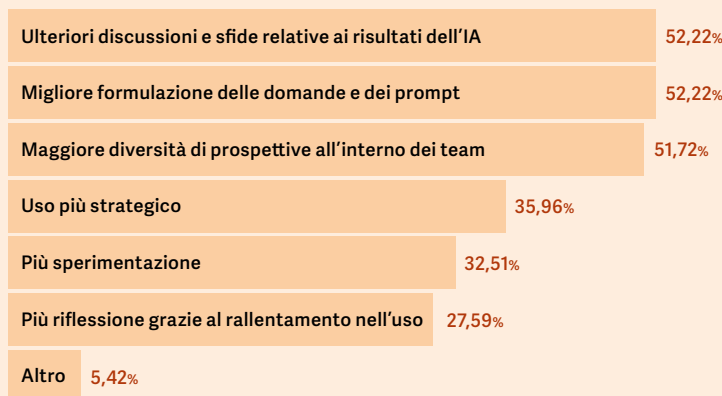 Ulteriori discussioni e sfide relative ai risultati dell’IA 52,22%
Migliore formulazione delle domande e dei prompt 52,22%
Maggiore diversità di prospettive all’interno dei team 51,72%
Uso più strategico 35,96%
Più sperimentazione 32,51%
Più riflessione grazie al rallentamento nell’uso 27,59%
Altro 5,42%